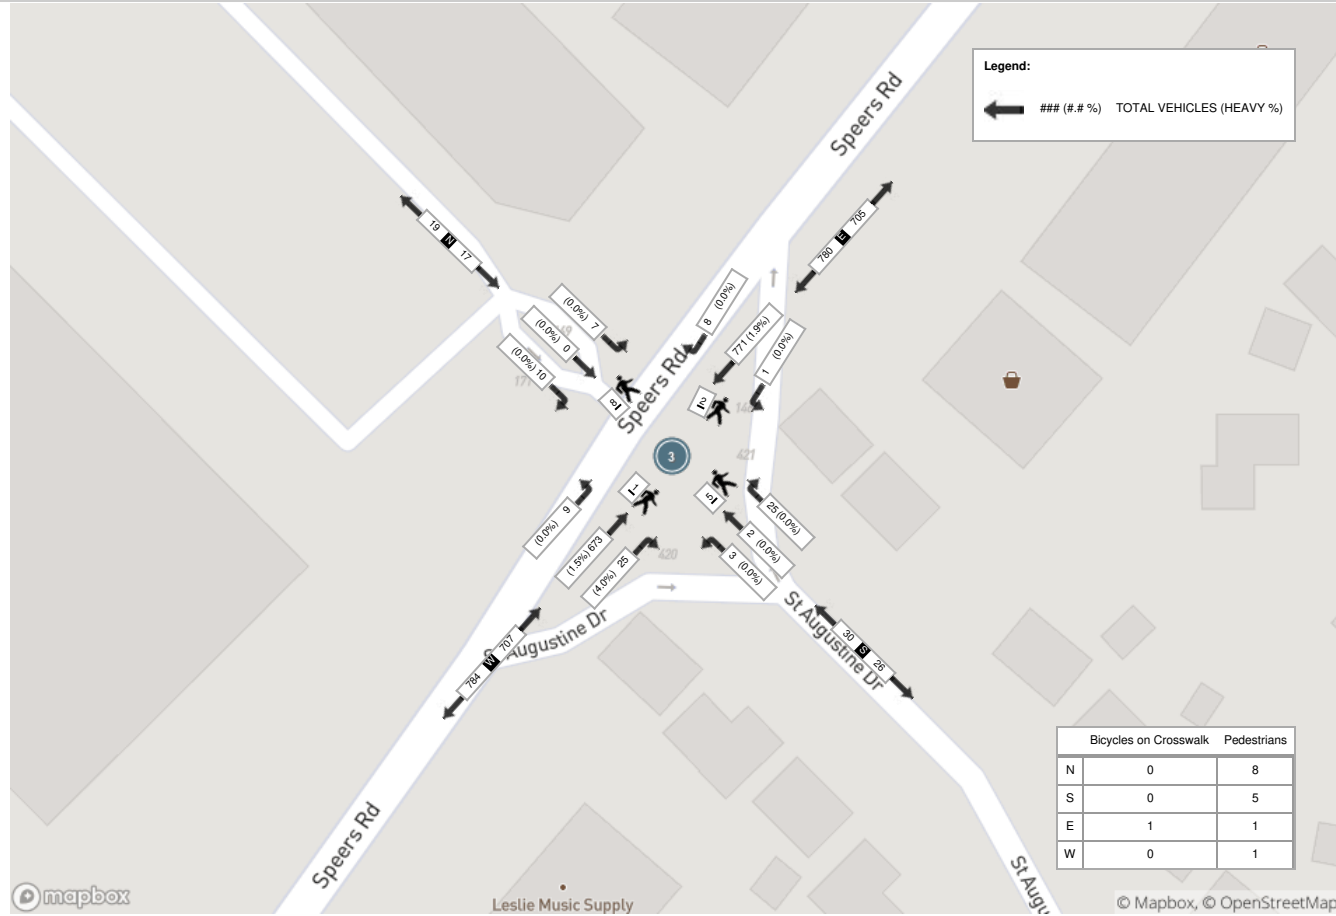 Legend:
### (#.# %) TOTAL VEHICLES (HEAVY %)
Speers Rd
19 N 17
780 E 705
(0.0%) 7
(0.0%) 0
(0.0%) 10
8 (0.0%)
771 (1.9%)
1 (0.0%)
8
2
Speers Rd
3
421
1
5
(0.0%) 9
(1.5%) 673
(4.0%) 25
420
25 (0.0%)
2 (0.0%)
3 (0.0%)
St Augustine Dr
St Augustine Dr
784 W 707
30 S 26
Bicycles on Crosswalk Pedestrians
N 0 8
S 0 5
E 1 1
W 0 1
Speers Rd
St Augu
Leslie Music Supply
mapbox
© Mapbox, © OpenStreetMap